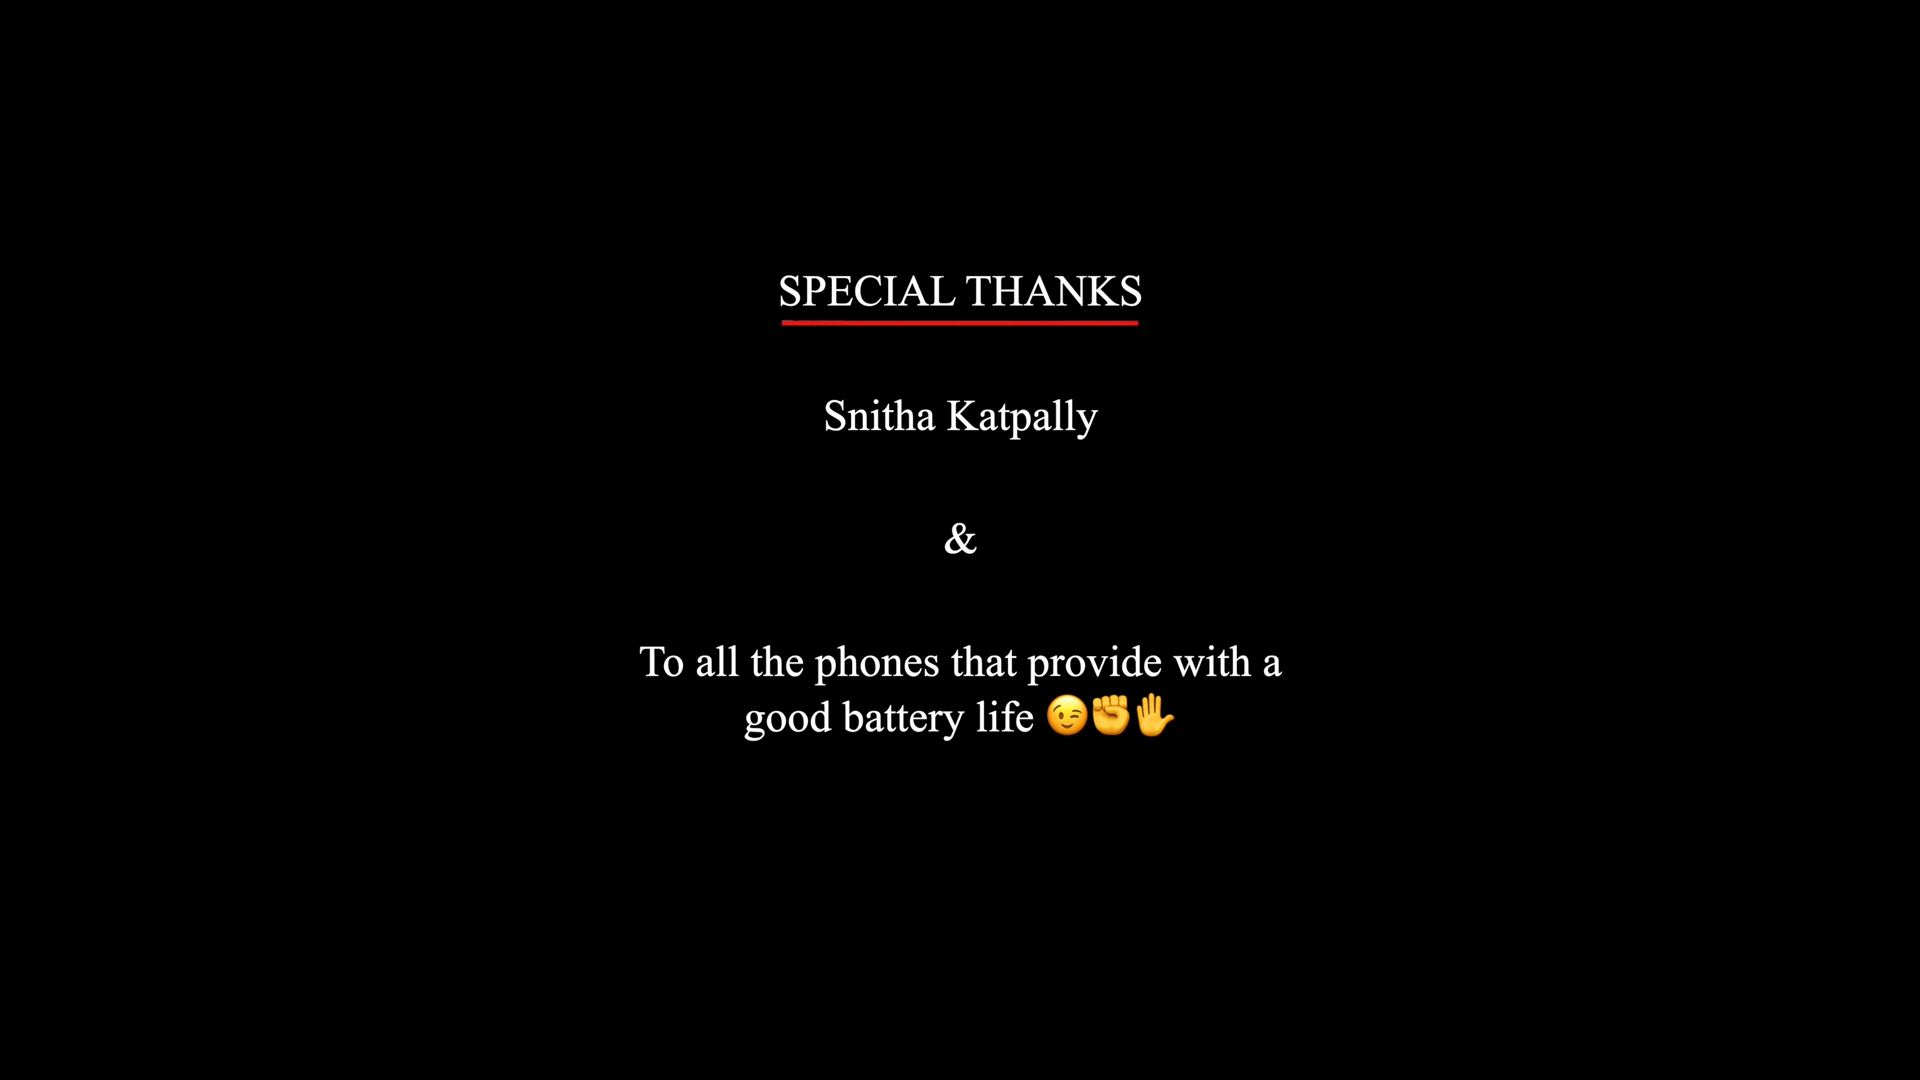 SPECIAL THANKS
Snitha Katpally
&
To all the phones that provide with a
good battery life 😉✊✋